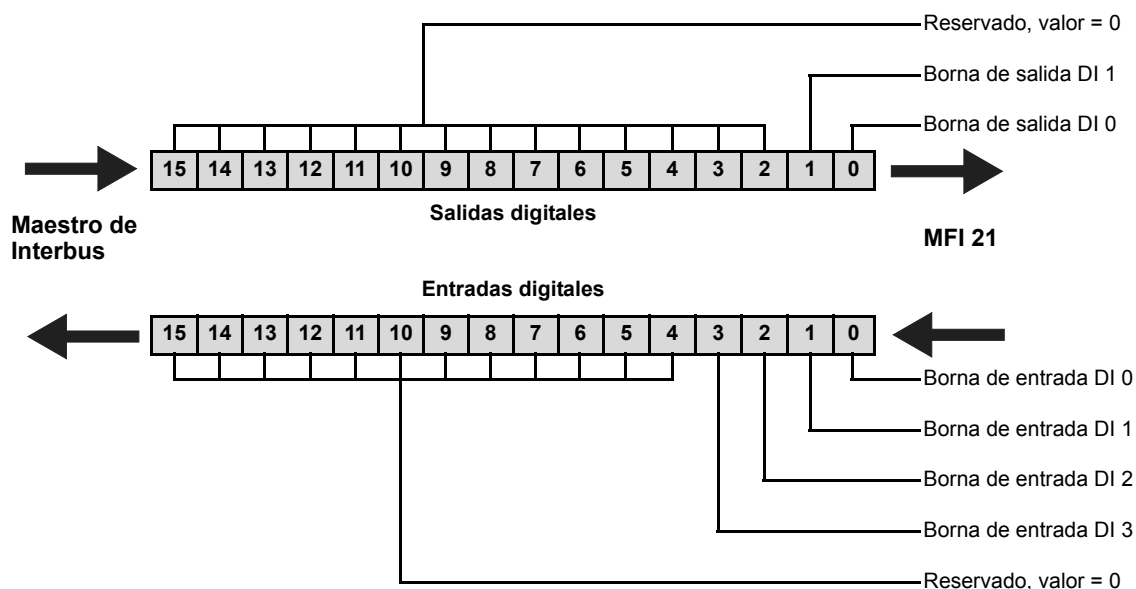 Reservado, valor = 0
Borna de salida DI 1
Borna de salida DI 0
15 14 13 12 11 10 9 8 7 6 5 4 3 2 1 0
Salidas digitales
Maestro de
Interbus
MFI 21
Entradas digitales
15 14 13 12 11 10 9 8 7 6 5 4 3 2 1 0
Borna de entrada DI 0
Borna de entrada DI 1
Borna de entrada DI 2
Borna de entrada DI 3
Reservado, valor = 0